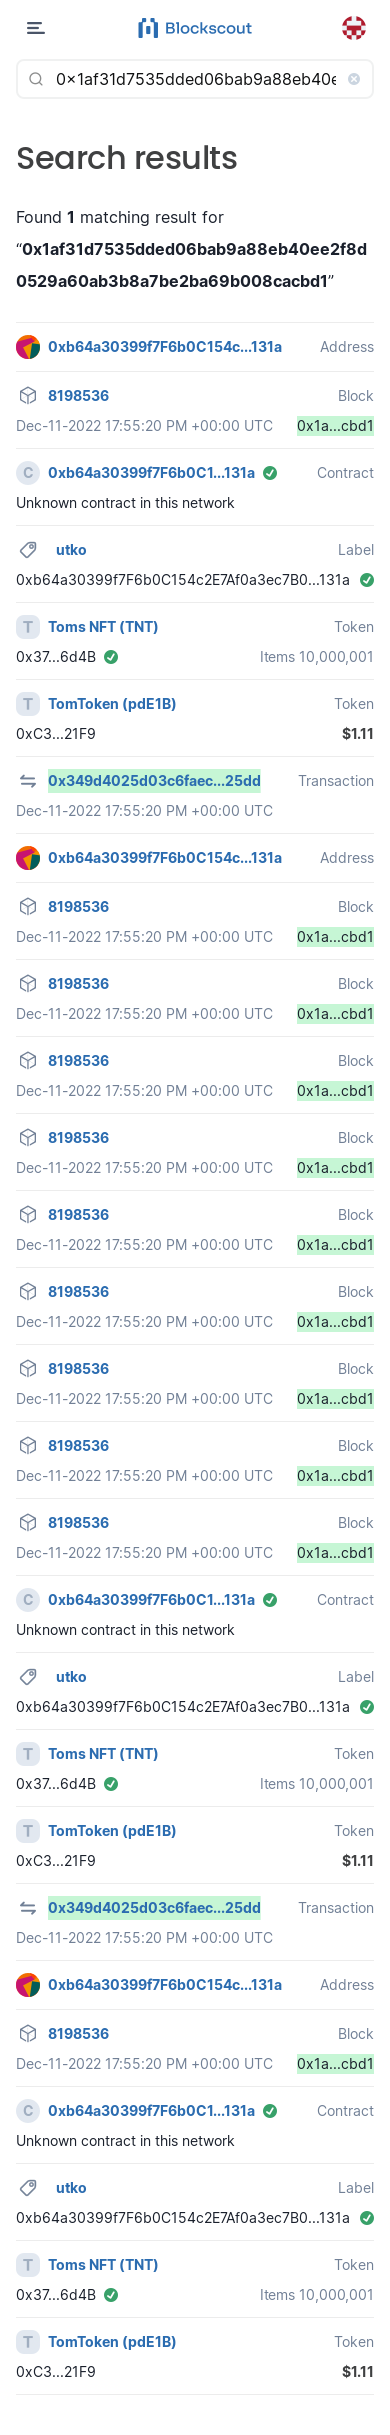 Blockscout
0x1af31d7535dded06bab9a88eb40e
Search results
Found 1 matching result for
“0x1af31d7535dded06bab9a88eb40ee2f8d
0529a60ab3b8a7be2ba69b008cacbd1”
0xb64a30399f7F6b0C154c...131a Address
8198536 Block
Dec-11-2022 17:55:20 PM +00:00 UTC 0x1a...cbd1
C 0xb64a30399f7F6b0C1...131a Contract
Unknown contract in this network
utko Label
0xb64a30399f7F6b0C154c2E7Af0a3ec7B0...131a
T Toms NFT (TNT) Token
0x37...6d4B Items 10,000,001
T TomToken (pdE1B) Token
0xC3...21F9 $1.11
0x349d4025d03c6faec...25dd Transaction
Dec-11-2022 17:55:20 PM +00:00 UTC
0xb64a30399f7F6b0C154c...131a Address
8198536 Block
Dec-11-2022 17:55:20 PM +00:00 UTC 0x1a...cbd1
8198536 Block
Dec-11-2022 17:55:20 PM +00:00 UTC 0x1a...cbd1
8198536 Block
Dec-11-2022 17:55:20 PM +00:00 UTC 0x1a...cbd1
8198536 Block
Dec-11-2022 17:55:20 PM +00:00 UTC 0x1a...cbd1
8198536 Block
Dec-11-2022 17:55:20 PM +00:00 UTC 0x1a...cbd1
8198536 Block
Dec-11-2022 17:55:20 PM +00:00 UTC 0x1a...cbd1
8198536 Block
Dec-11-2022 17:55:20 PM +00:00 UTC 0x1a...cbd1
8198536 Block
Dec-11-2022 17:55:20 PM +00:00 UTC 0x1a...cbd1
8198536 Block
Dec-11-2022 17:55:20 PM +00:00 UTC 0x1a...cbd1
C 0xb64a30399f7F6b0C1...131a Contract
Unknown contract in this network
utko Label
0xb64a30399f7F6b0C154c2E7Af0a3ec7B0...131a
T Toms NFT (TNT) Token
0x37...6d4B Items 10,000,001
T TomToken (pdE1B) Token
0xC3...21F9 $1.11
0x349d4025d03c6faec...25dd Transaction
Dec-11-2022 17:55:20 PM +00:00 UTC
0xb64a30399f7F6b0C154c...131a Address
8198536 Block
Dec-11-2022 17:55:20 PM +00:00 UTC 0x1a...cbd1
C 0xb64a30399f7F6b0C1...131a Contract
Unknown contract in this network
utko Label
0xb64a30399f7F6b0C154c2E7Af0a3ec7B0...131a
T Toms NFT (TNT) Token
0x37...6d4B Items 10,000,001
T TomToken (pdE1B) Token
0xC3...21F9 $1.11